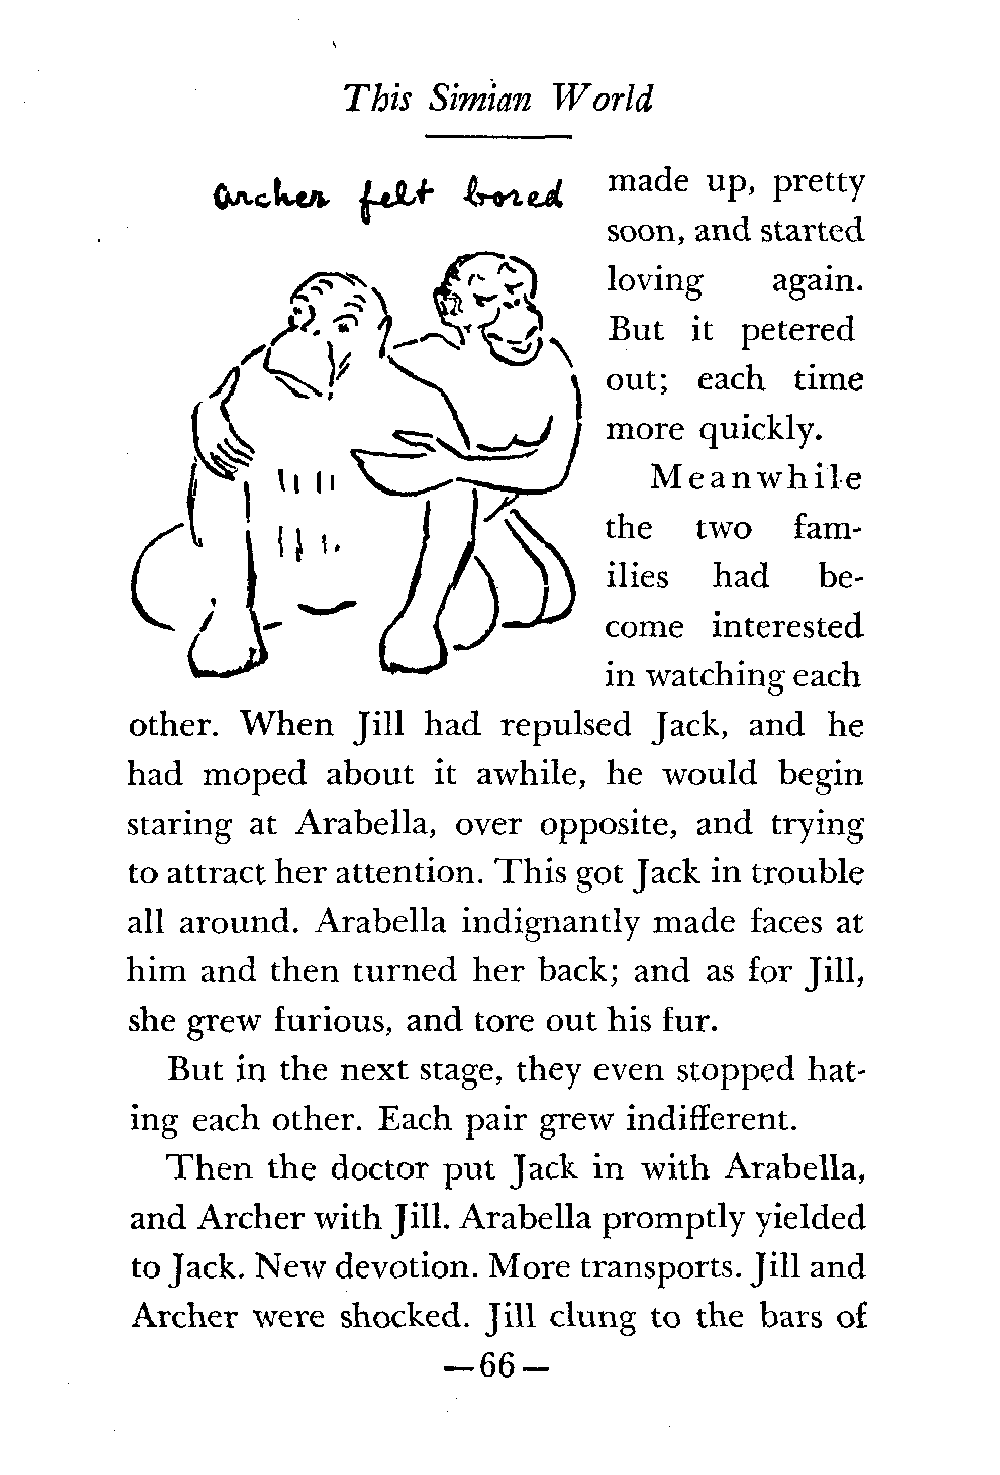 This Simian World
Archer felt bored
made up, pretty
soon, and started
loving again.
But it petered
out; each time
more quickly.
Meanwhile
the two fam-
ilies had be-
come interested
in watching each
other. When Jill had repulsed Jack, and he
had moped about it awhile, he would begin
staring at Arabella, over opposite, and trying
to attract her attention. This got Jack in trouble
all around. Arabella indignantly made faces at
him and then turned her back; and as for Jill,
she grew furious, and tore out his fur.
But in the next stage, they even stopped hat-
ing each other. Each pair grew indifferent.
Then the doctor put Jack in with Arabella,
and Archer with Jill. Arabella promptly yielded
to Jack. New devotion. More transports. Jill and
Archer were shocked. Jill clung to the bars of
—66—